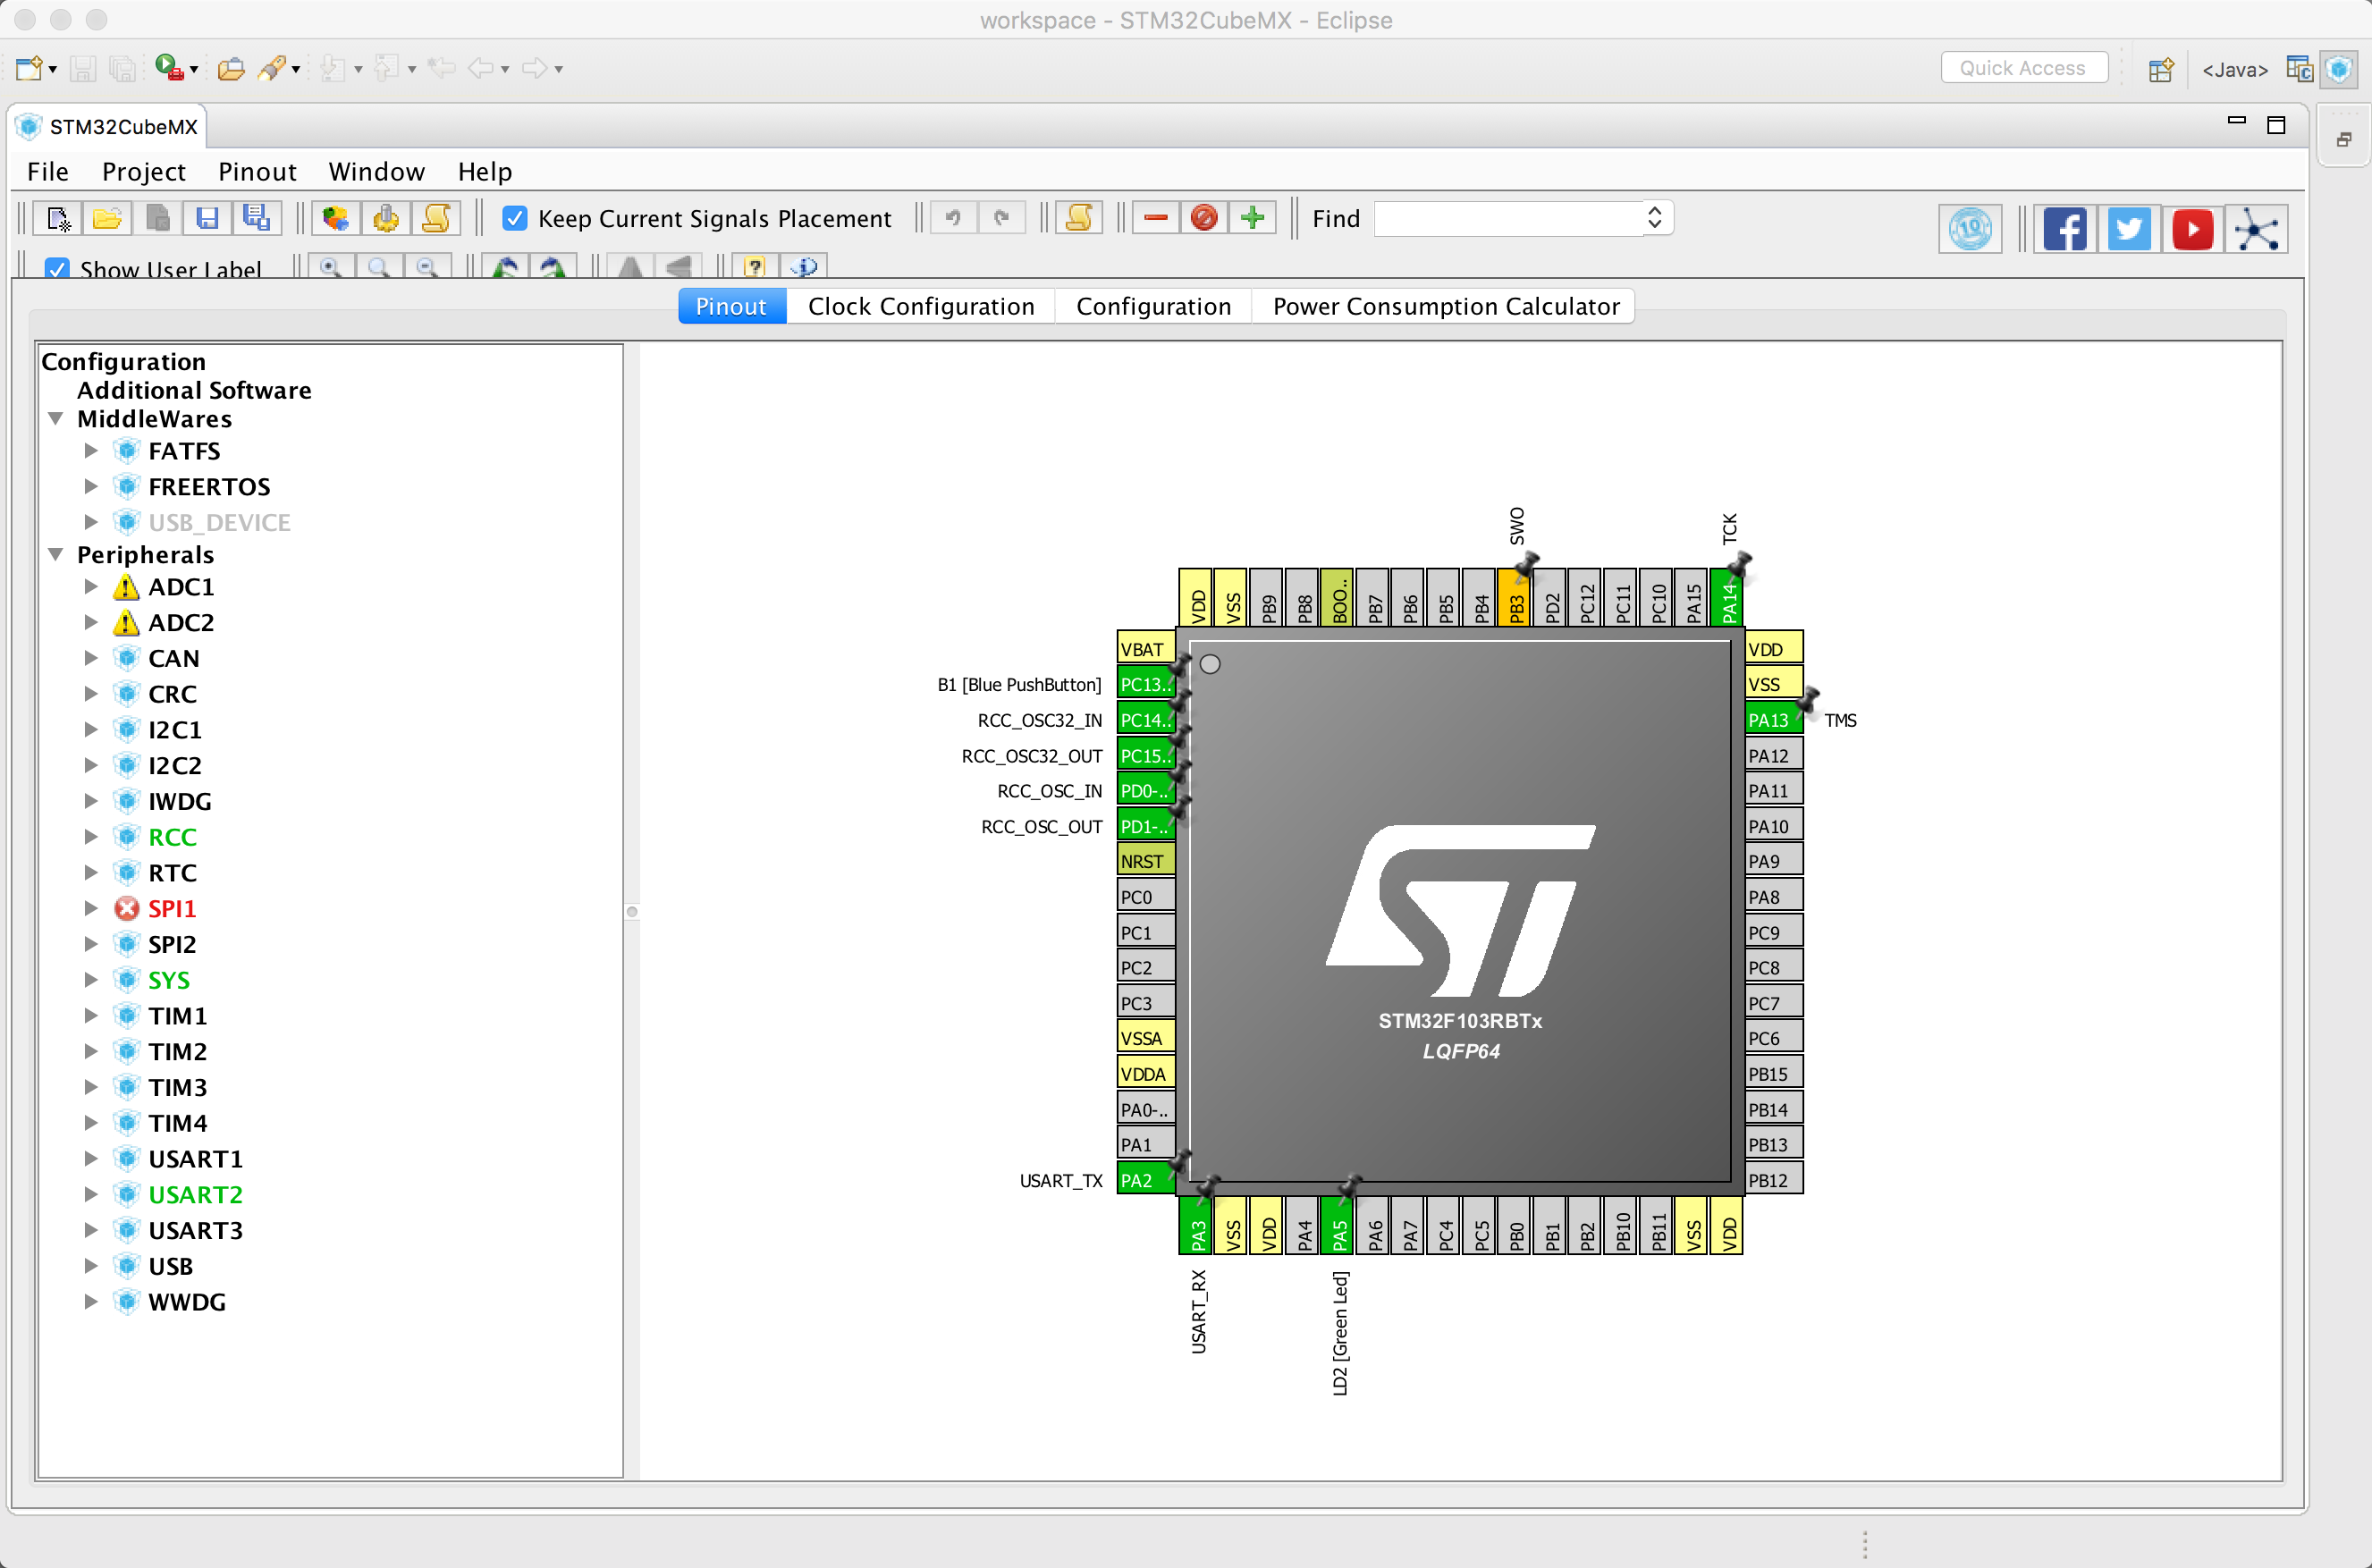 workspace - STM32CubeMX - Eclipse
Quick Access
<Java>
STM32CubeMX
File Project Pinout Window Help
Keep Current Signals Placement Find
Show User Label
Pinout Clock Configuration Configuration Power Consumption Calculator
Configuration
Additional Software
MiddleWares
FATFS
FREERTOS
USB_DEVICE
Peripherals
ADC1
ADC2
CAN
CRC
I2C1
I2C2
IWDG
RCC
RTC
SPI1
SPI2
SYS
TIM1
TIM2
TIM3
TIM4
USART1
USART2
USART3
USB
WWDG
SWO
TCK
VDD
VSS
PB9
PB8
BOO..
PB7
PB6
PB5
PB4
PB3
PD2
PC12
PC11
PC10
PA15
PA14
VBAT
B1 [Blue PushButton] PC13..
RCC_OSC32_IN PC14..
RCC_OSC32_OUT PC15..
RCC_OSC_IN PD0-..
RCC_OSC_OUT PD1-..
NRST
PC0
PC1
PC2
PC3
VSSA
VDDA
PA0-..
PA1
USART_TX PA2
STM32F103RBTx
LQFP64
VDD
VSS
PA13 TMS
PA12
PA11
PA10
PA9
PA8
PC9
PC8
PC7
PC6
PB15
PB14
PB13
PB12
PA3
VSS
VDD
PA4
PA5
PA6
PA7
PC4
PC5
PB0
PB1
PB2
PB10
PB11
VSS
VDD
USART_RX
LD2 [Green Led]